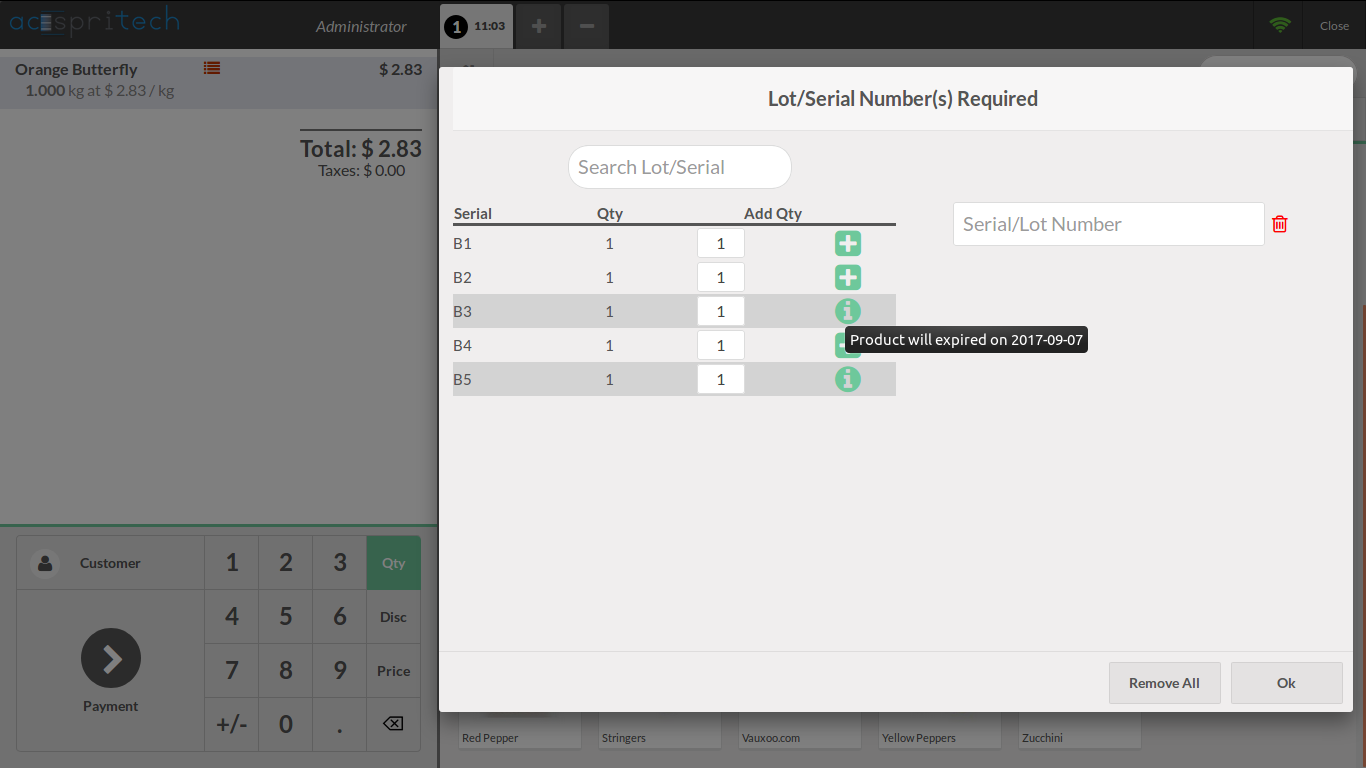 acespritech
Administrator
1 11:03
Close
Orange Butterfly $ 2.83
1.000 kg at $ 2.83 / kg
Total: $ 2.83
Taxes: $ 0.00
Lot/Serial Number(s) Required
Search Lot/Serial
Serial Qty Add Qty
Serial/Lot Number
B1 1 1
B2 1 1
B3 1 1
Product will expired on 2017-09-07
B4 1 1
B5 1 1
Customer 1 2 3 Qty
4 5 6 Disc
7 8 9 Price
Payment
+/- 0 .
Remove All Ok
Red Pepper Stringers Vauxoo.com Yellow Peppers Zucchini